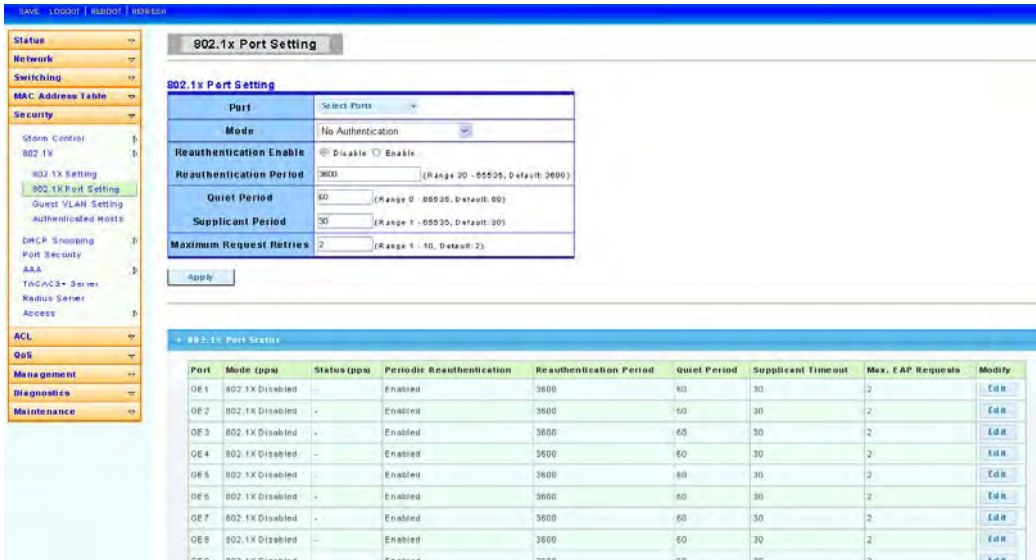 SAVE LOGOUT | REBOOT | REFRESH
Status
Network
Switching
MAC Address Table
Security
Storm Control
802.1X
802.1X Setting
802.1X Port Setting
Guest VLAN Setting
Authenticated Hosts
DHCP Snooping
Port Security
AAA
TACACS+ Server
Radius Server
Access
ACL
QoS
Management
Diagnostics
Maintenance
802.1x Port Setting
802.1x Port Setting
Port Select Ports
Mode No Authentication
Reauthentication Enable Disable Enable
Reauthentication Period 3600 (Range 30 - 65535, Default: 3600)
Quiet Period 60 (Range 0 - 65535, Default: 60)
Supplicant Period 30 (Range 1 - 65535, Default: 30)
Maximum Request Retries 2 (Range 1 - 10, Default: 2)
Apply
802.1X Port Status
Port Mode (pps) Status (pps) Periodic Reauthentication Reauthentication Period Quiet Period Supplicant Timeout Max. EAP Requests Modify
GE1 802.1X Disabled - Enabled 3600 60 30 2 Edit
GE2 802.1X Disabled - Enabled 3600 60 30 2 Edit
GE3 802.1X Disabled - Enabled 3600 60 30 2 Edit
GE4 802.1X Disabled - Enabled 3600 60 30 2 Edit
GE5 802.1X Disabled - Enabled 3600 60 30 2 Edit
GE6 802.1X Disabled - Enabled 3600 60 30 2 Edit
GE7 802.1X Disabled - Enabled 3600 60 30 2 Edit
GE8 802.1X Disabled - Enabled 3600 60 30 2 Edit